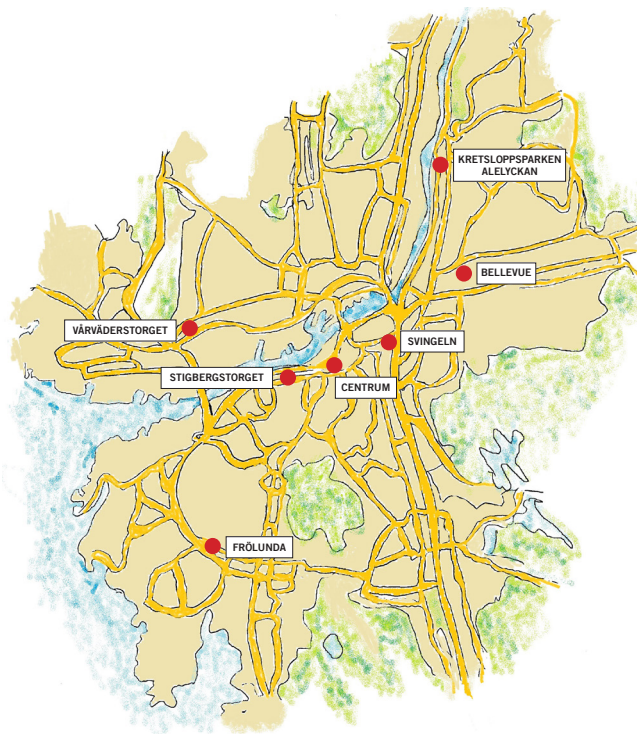 KRETSLOPPSPARKEN
ALELYCKAN
BELLEVUE
VÅRVÄDERSTORGET
SVINGELN
STIGBERGSTORGET
CENTRUM
FRÖLUNDA